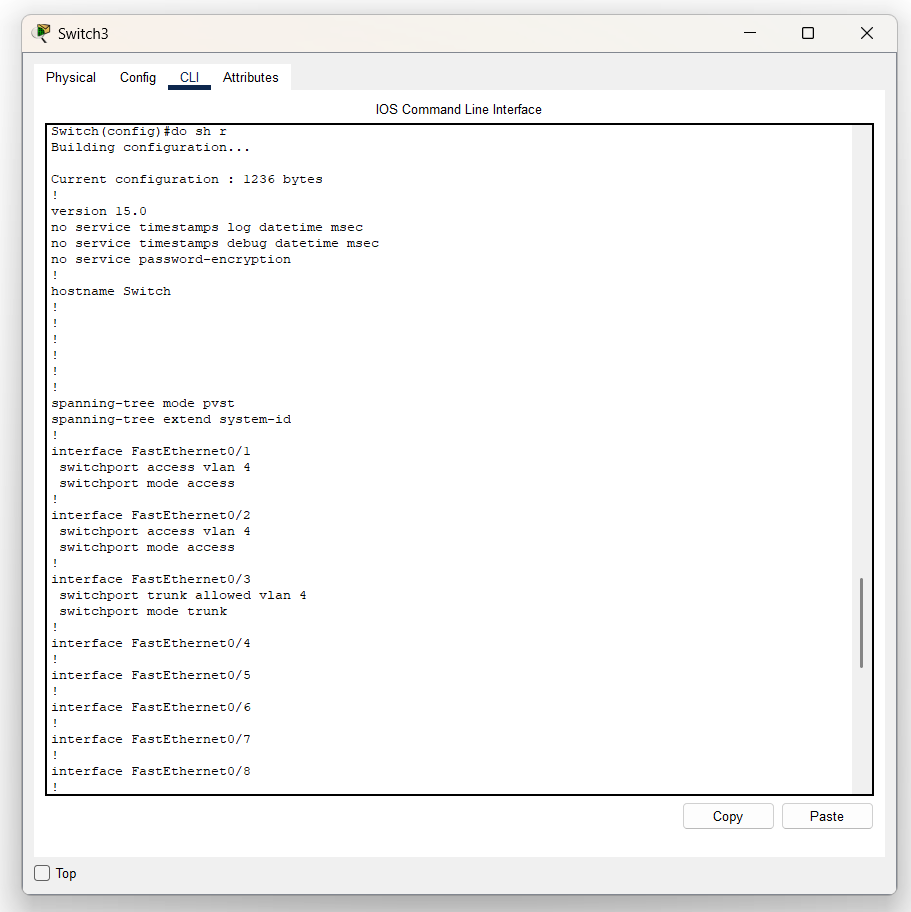 Switch3
Physical Config CLI Attributes
IOS Command Line Interface
Switch(config)#do sh r
Building configuration...
Current configuration : 1236 bytes
!
version 15.0
no service timestamps log datetime msec
no service timestamps debug datetime msec
no service password-encryption
!
hostname Switch
!
!
!
!
!
!
spanning-tree mode pvst
spanning-tree extend system-id
!
interface FastEthernet0/1
 switchport access vlan 4
 switchport mode access
!
interface FastEthernet0/2
 switchport access vlan 4
 switchport mode access
!
interface FastEthernet0/3
 switchport trunk allowed vlan 4
 switchport mode trunk
!
interface FastEthernet0/4
!
interface FastEthernet0/5
!
interface FastEthernet0/6
!
interface FastEthernet0/7
!
interface FastEthernet0/8
!
Copy Paste
Top